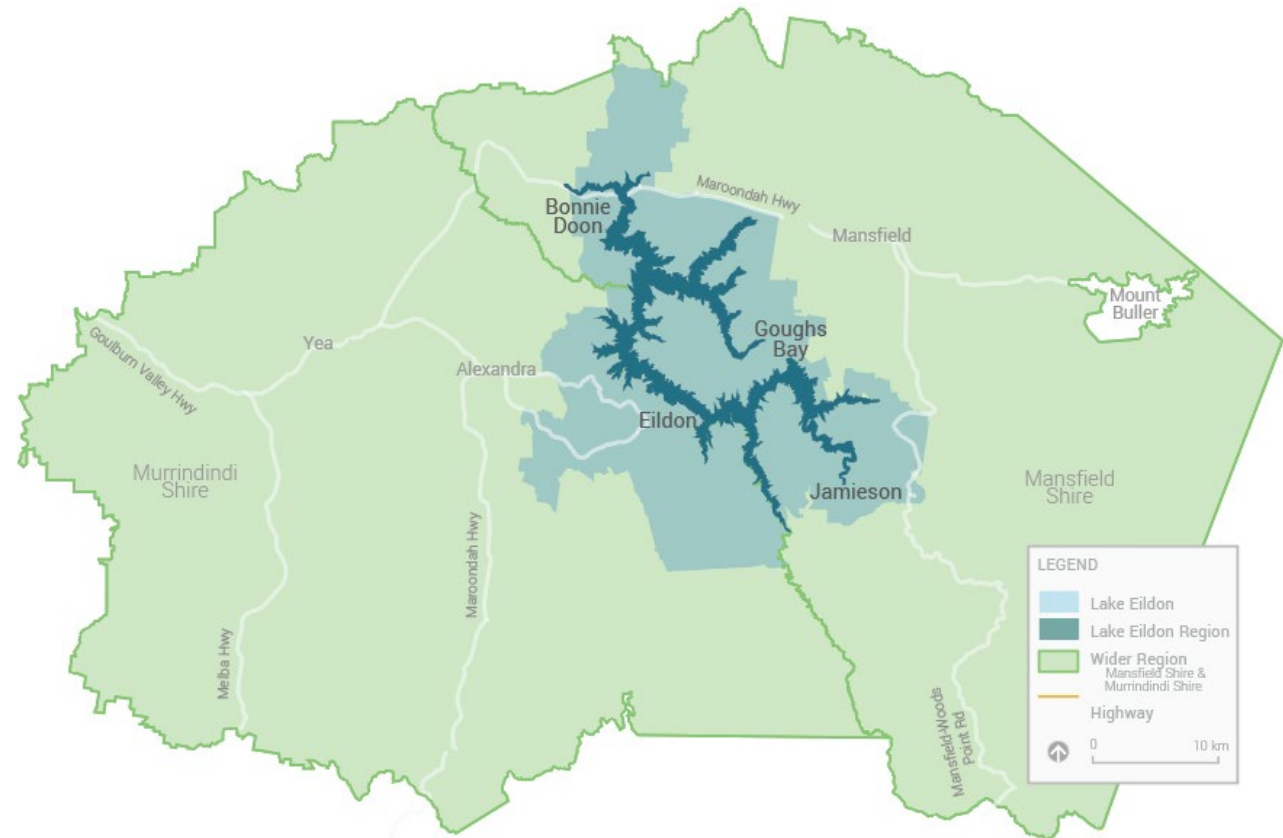 Maroondah Hwy
Bonnie
Doon
Mansfield
Mount
Buller
Goulburn Valley Hwy
Yea
Goughs
Bay
Alexandra
Eildon
Murrindindi
Shire
Jamieson
Mansfield
Shire
Maroondah Hwy
Melba Hwy
Mansfield-Woods
Point Rd
LEGEND
Lake Eildon
Lake Eildon Region
Wider Region
Mansfield Shire &
Murrindindi Shire
Highway
0 10 km